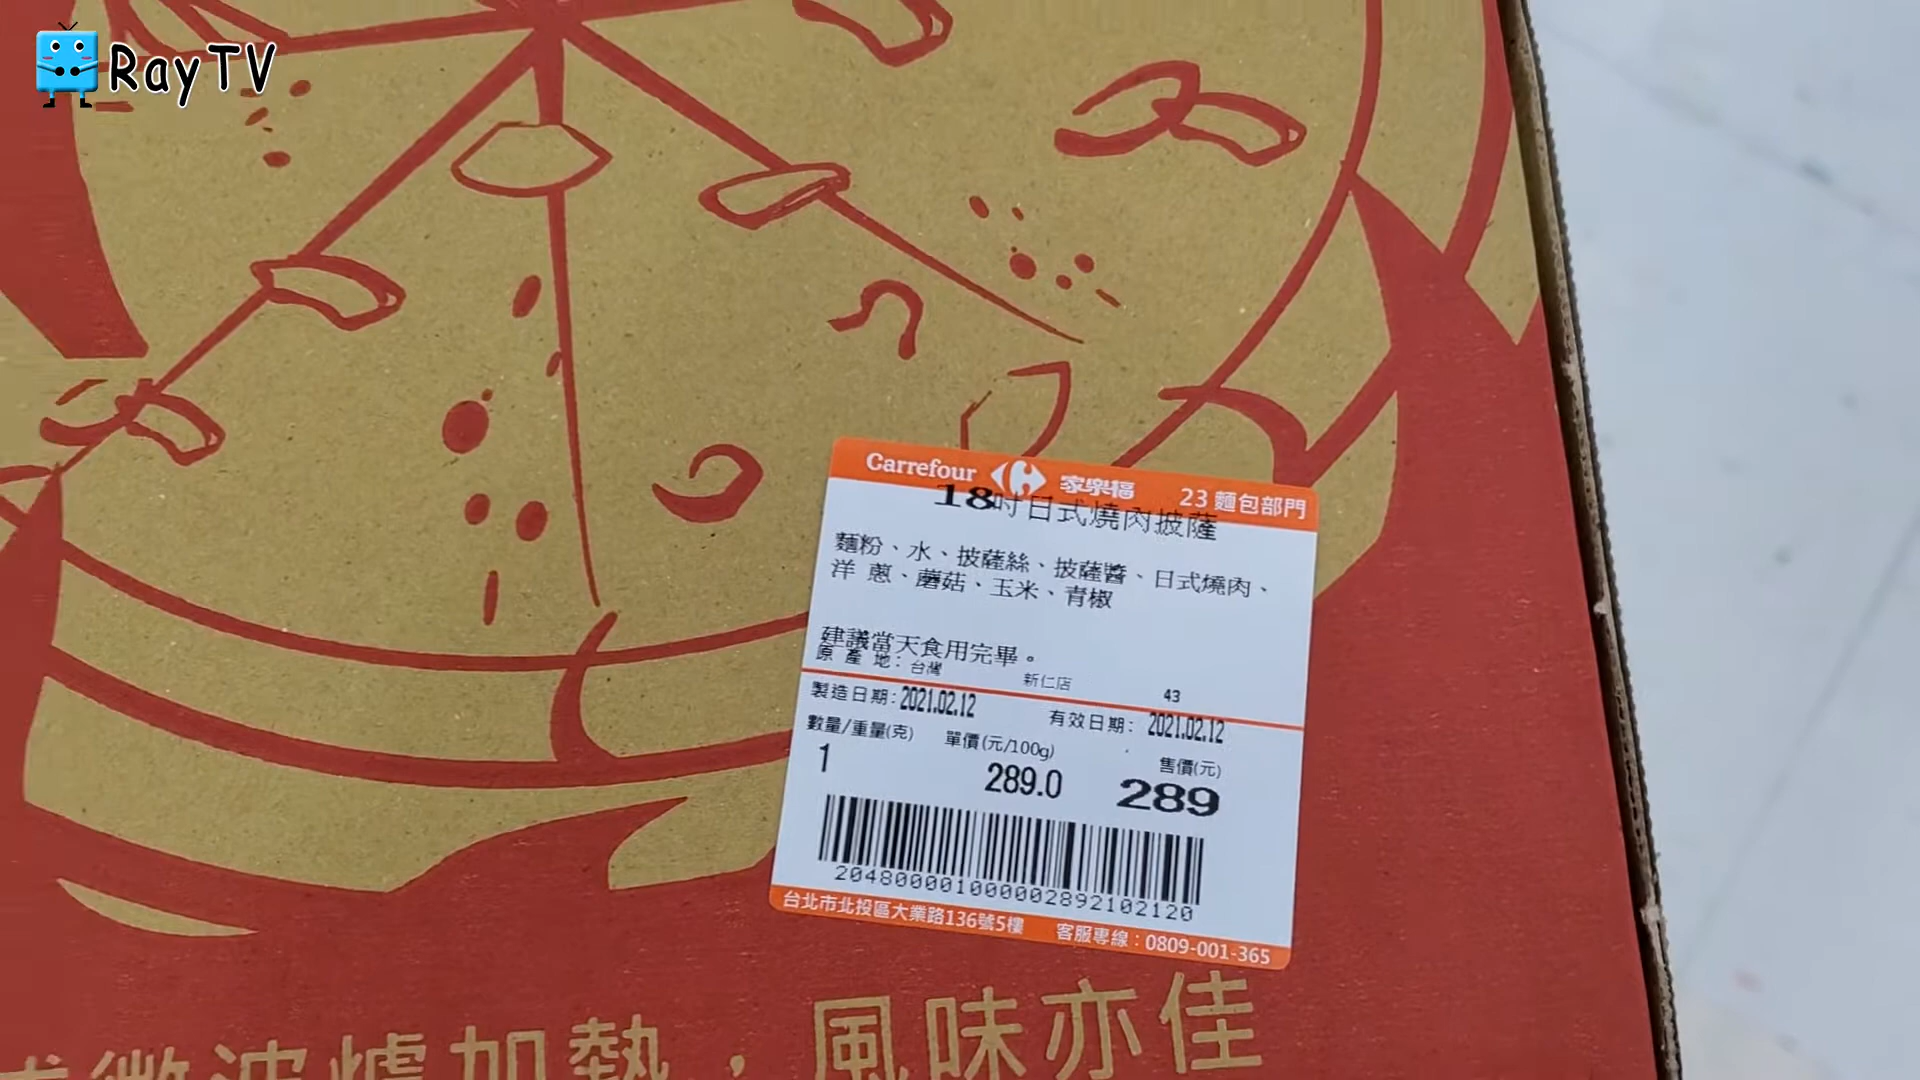 RayTV
Carrefour 家樂福 23 麵包部門
18吋日式燒肉披薩
麵粉、水、披薩絲、披薩醬、日式燒肉、
洋 蔥、蘑菇、玉米、青椒
建議當天食用完畢。
原 產 地: 台灣 新仁店 43
製造日期: 2021.02.12 有效日期: 2021.02.12
數量/重量(克) 單價(元/100g) 售價(元)
1 289.0 289
2048000010000028921021​20
台北市北投區大業路136號5樓 客服專線:0809-001-365
微波爐加熱,風味亦佳